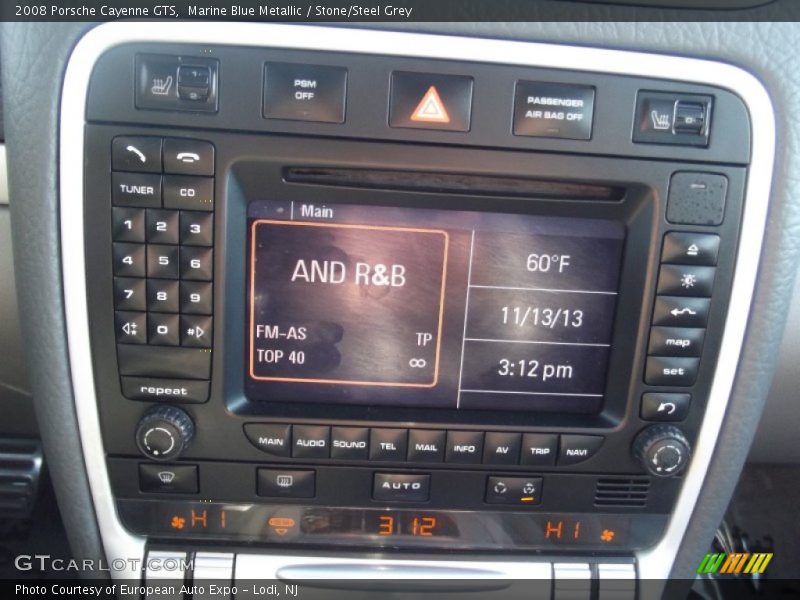 2008 Porsche Cayenne GTS, Marine Blue Metallic / Stone/Steel Grey
PSM OFF
PASSENGER AIR BAG OFF
TUNER CD
1 2 3
4 5 6
7 8 9
0 #
repeat
Main
AND R&B
FM-AS TP
TOP 40 ∞
60°F
11/13/13
3:12 pm
map
set
MAIN AUDIO SOUND TEL MAIL INFO AV TRIP NAVI
AUTO
HI 3 12 HI
GTCARLOT.COM
Photo Courtesy of European Auto Expo - Lodi, NJ